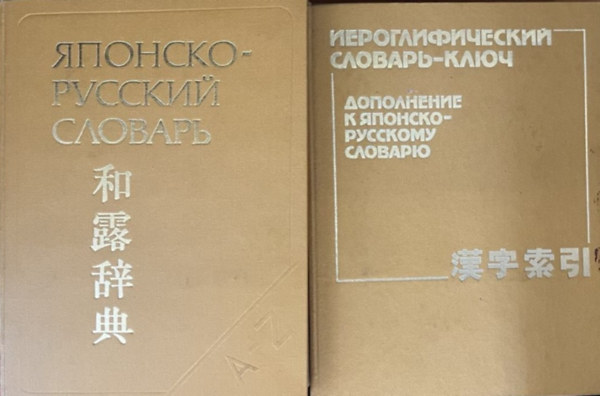 ЯПОНСКО-
РУССКИЙ
СЛОВАРЬ
和
露
辞
典
A-Z
ИЕРОГЛИФИЧЕСКИЙ
СЛОВАРЬ-КЛЮЧ
ДОПОЛНЕНИЕ
К ЯПОНСКО-
РУССКОМУ
СЛОВАРЮ
漢字索引